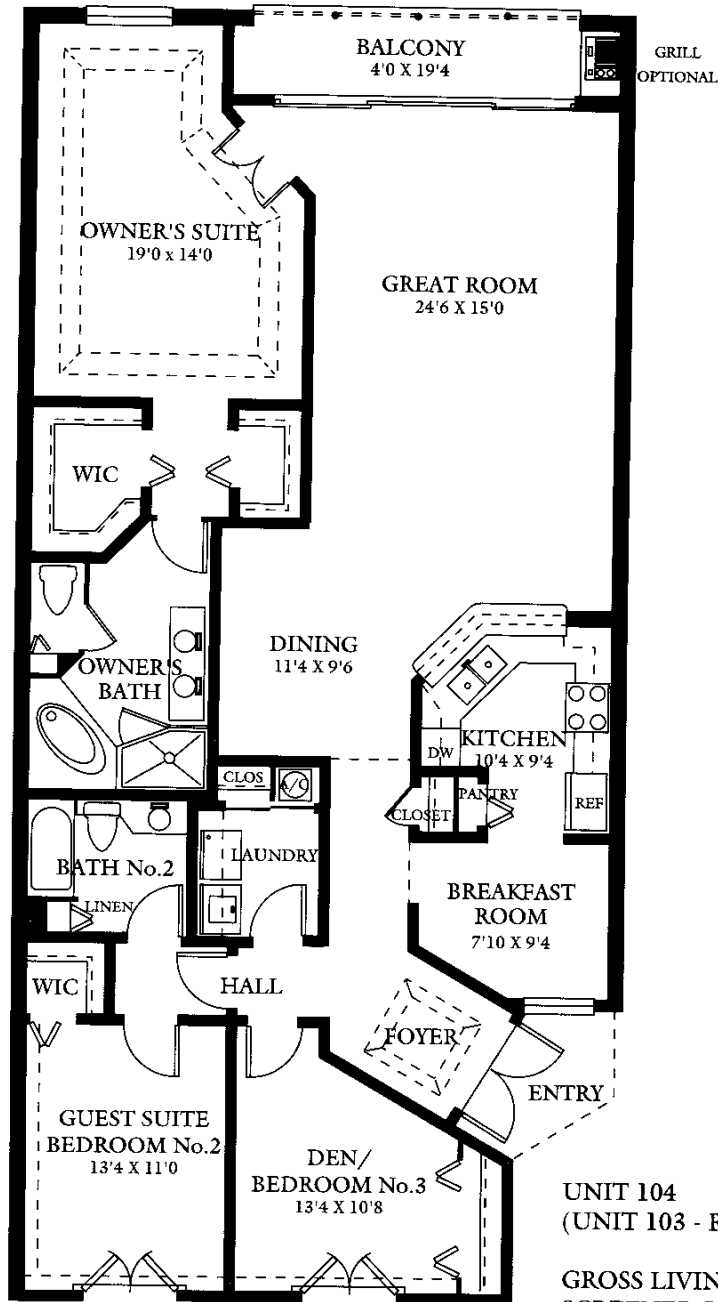 BALCONY
4'0 X 19'4
GRILL
OPTIONAL
OWNER'S SUITE
19'0 x 14'0
GREAT ROOM
24'6 X 15'0
WIC
DINING
11'4 X 9'6
OWNER'S
BATH
KITCHEN
10'4 X 9'4
DW
CLOS
A/C
PANTRY
REF
CLOSET
BATH No.2
LAUNDRY
LINEN
BREAKFAST
ROOM
7'10 X 9'4
WIC
HALL
FOYER
ENTRY
GUEST SUITE
BEDROOM No.2
13'4 X 11'0
DEN/
BEDROOM No.3
13'4 X 10'8
UNIT 104
(UNIT 103 -
GROSS